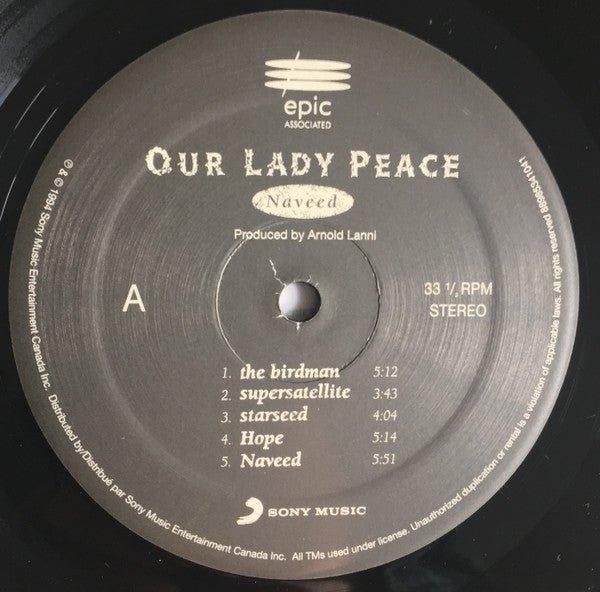 epic
ASSOCIATED
OUR LADY PEACE
Naveed
Produced by Arnold Lanni
A
33 1/3 RPM
STEREO
1. the birdman 5:12
2. supersatellite 3:43
3. starseed 4:04
4. Hope 5:14
5. Naveed 5:51
SONY MUSIC
℗ & © 1994 Sony Music Entertainment Canada Inc. Distributed by/Distribué par Sony Music Entertainment Canada Inc. All TMs used under license. Unauthorized duplication or rental is a violation of applicable laws. All rights reserved 88985341041